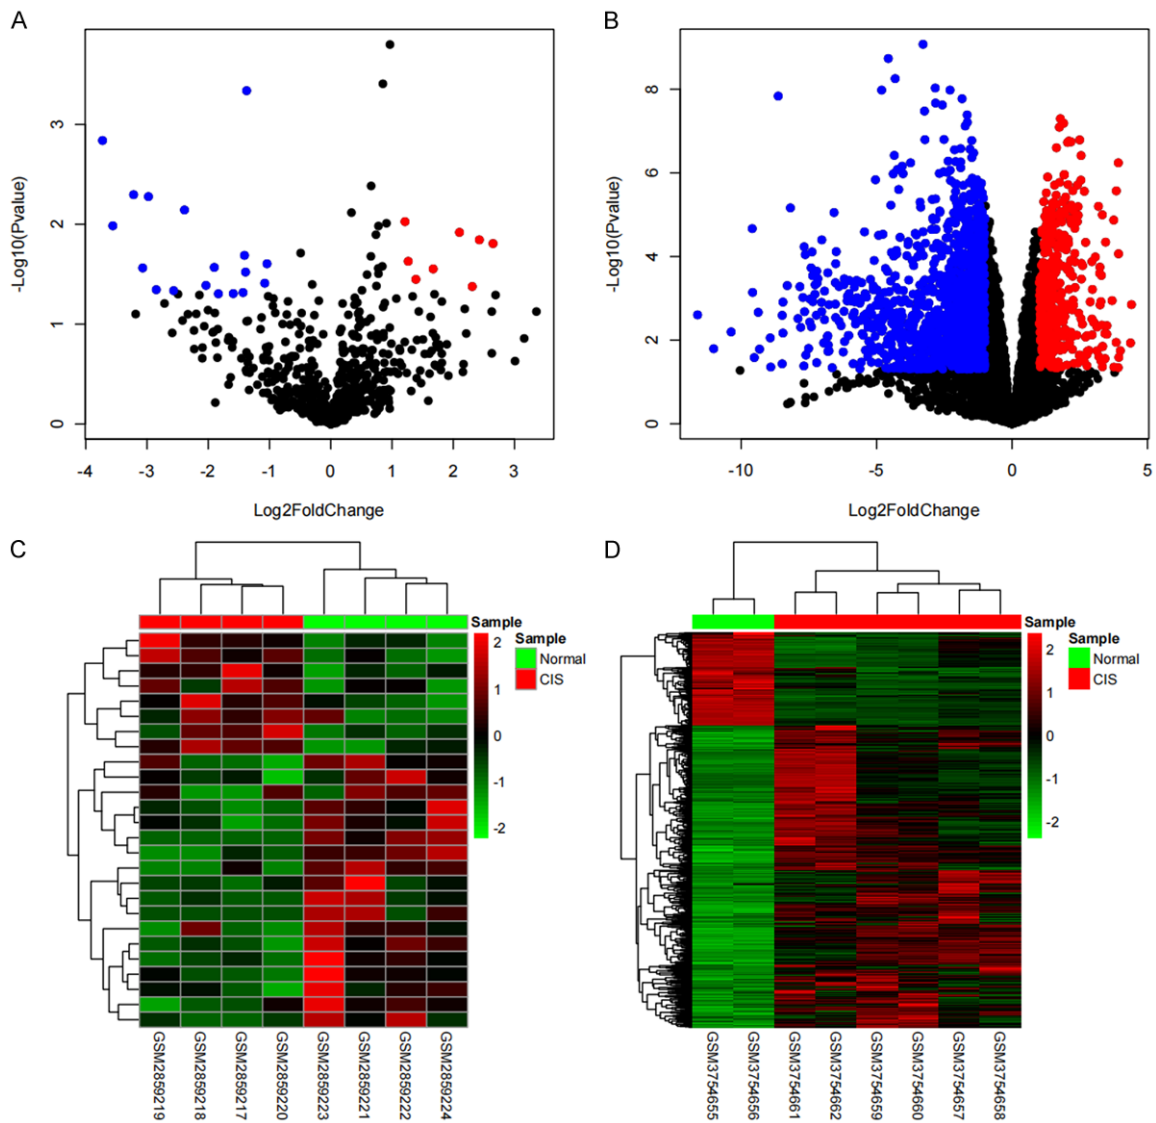 A
-Log10(Pvalue)
3
2
1
0
-4 -3 -2 -1 0 1 2 3
Log2FoldChange
B
-Log10(Pvalue)
8
6
4
2
0
-10 -5 0 5
Log2FoldChange
C
Sample
2
1
0
-1
-2
Sample
Normal
CIS
GSM2859219
GSM2859218
GSM2859217
GSM2859220
GSM2859223
GSM2859221
GSM2859222
GSM2859224
D
Sample
2
1
0
-1
-2
Sample
Normal
CIS
GSM3754655
GSM3754656
GSM3754661
GSM3754662
GSM3754659
GSM3754660
GSM3754657
GSM3754658